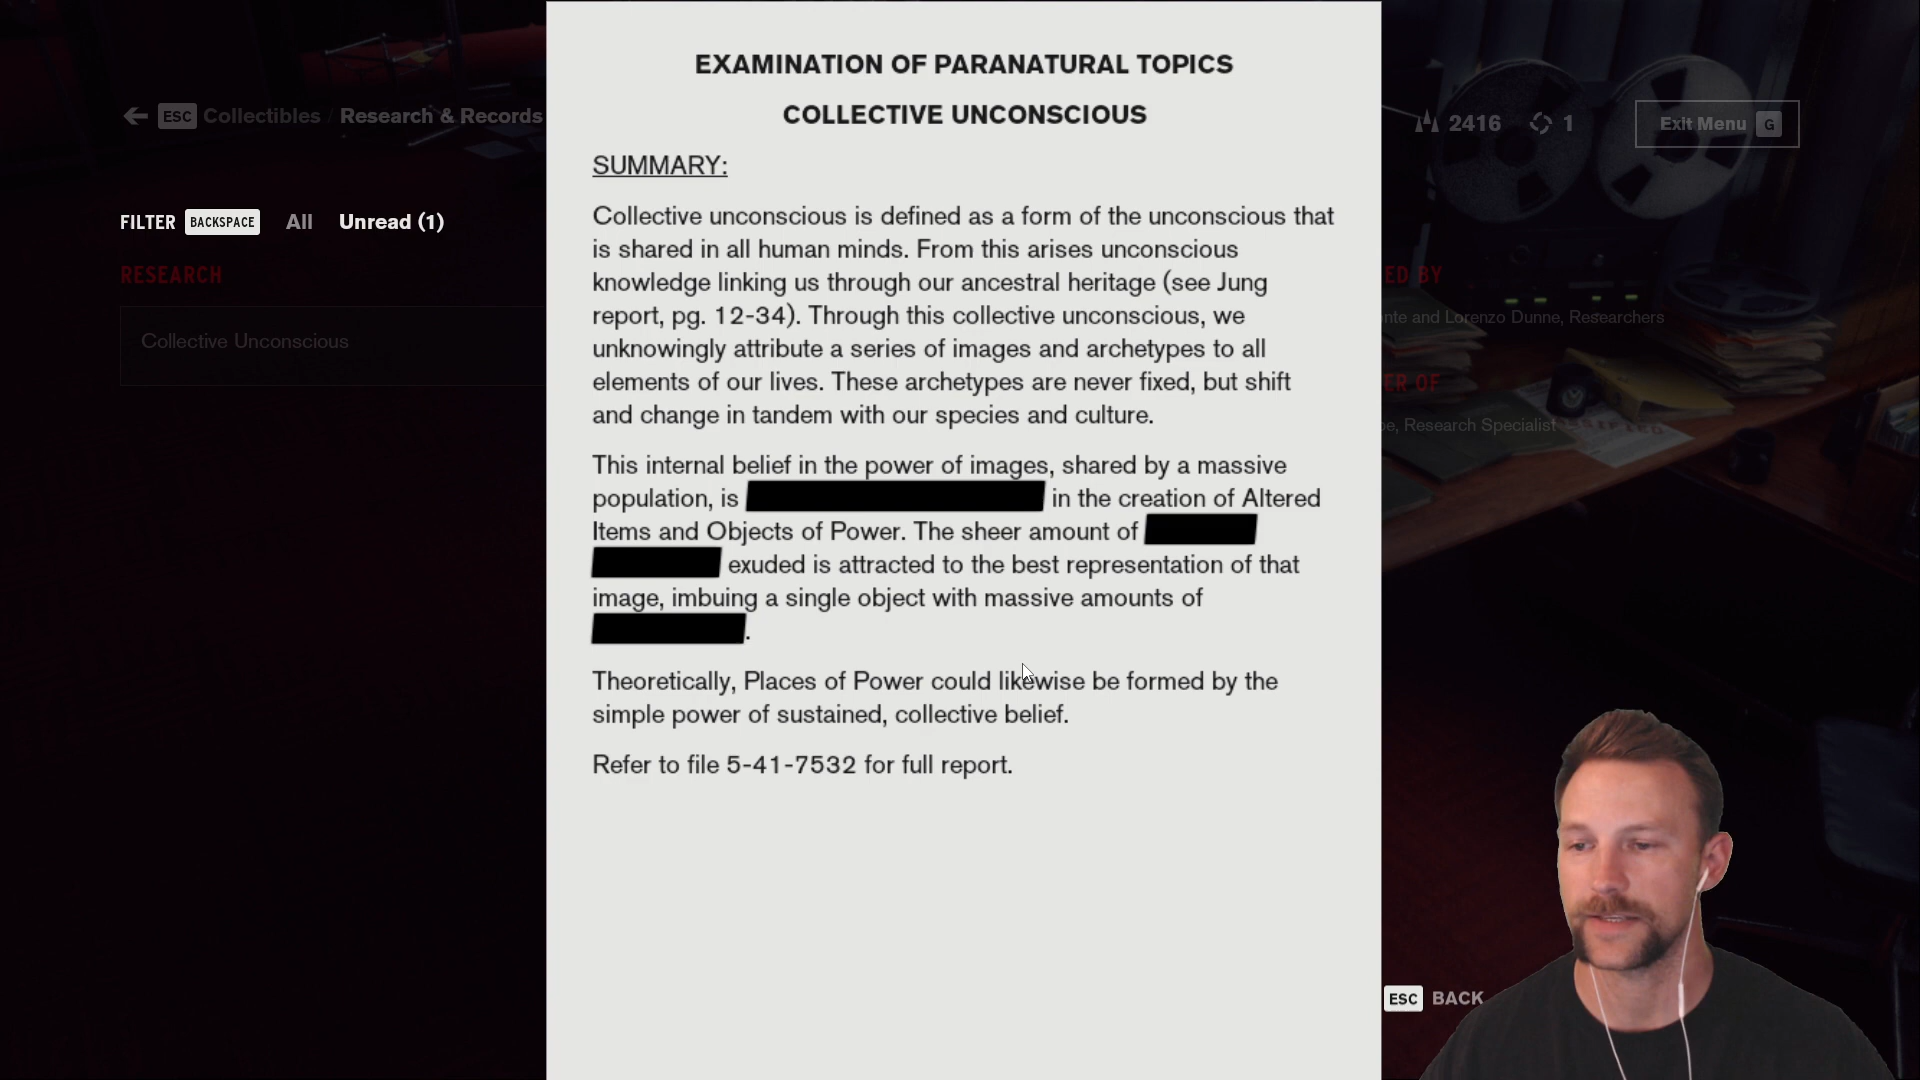 EXAMINATION OF PARANATURAL TOPICS
COLLECTIVE UNCONSCIOUS
SUMMARY:
Collective unconscious is defined as a form of the unconscious that
is shared in all human minds. From this arises unconscious
knowledge linking us through our ancestral heritage (see Jung
report, pg. 12-34). Through this collective unconscious, we
unknowingly attribute a series of images and archetypes to all
elements of our lives. These archetypes are never fixed, but shift
and change in tandem with our species and culture.
This internal belief in the power of images, shared by a massive
population, is in the creation of Altered
Items and Objects of Power. The sheer amount of
exuded is attracted to the best representation of that
image, imbuing a single object with massive amounts of
.
Theoretically, Places of Power could likewise be formed by the
simple power of sustained, collective belief.
Refer to file 5-41-7532 for full report.
ESC Collectibles / Research & Records
FILTER BACKSPACE All Unread (1)
RESEARCH
Collective Unconscious
2416 1
Exit Menu G
ED BY
and Lorenzo Dunne, Researchers
ER OF
Research Specialist
ESC BACK